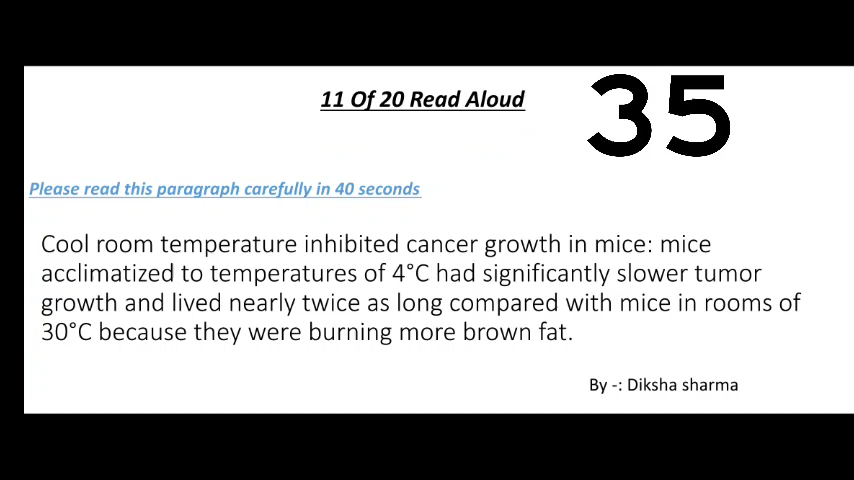 11 Of 20 Read Aloud
35
Please read this paragraph carefully in 40 seconds
Cool room temperature inhibited cancer growth in mice: mice
acclimatized to temperatures of 4°C had significantly slower tumor
growth and lived nearly twice as long compared with mice in rooms of
30°C because they were burning more brown fat.
By -: Diksha sharma